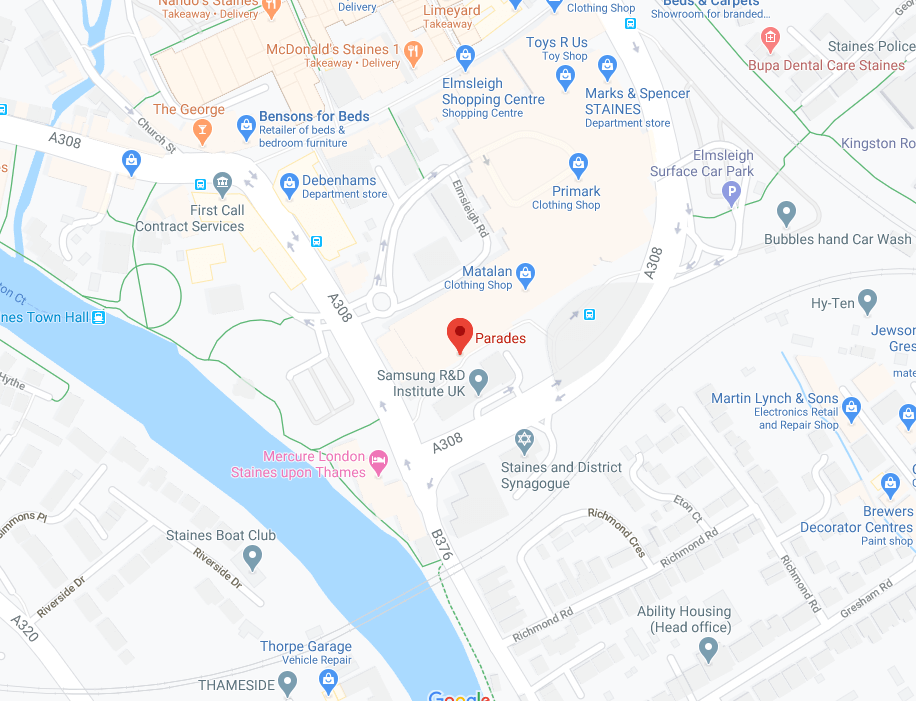 Nando's Staines
Takeaway • Delivery
Delivery
Limeyard
Takeaway
Clothing Shop
Beds & Carpets
Showroom for branded…
McDonald's Staines 1
Takeaway • Delivery
Toys R Us
Toy Shop
Staines Police
Bupa Dental Care Staines
Elmsleigh
Shopping Centre
Shopping Centre
Marks & Spencer
STAINES
Department store
The George
Bensons for Beds
Retailer of beds &
bedroom furniture
Church St
A308
Kingston Ro
Elmsleigh
Surface Car Park
P
es
Debenhams
Department store
Primark
Clothing Shop
Elmsleigh Rd
First Call
Contract Services
Bubbles hand Car Wash
A308
Matalan
Clothing Shop
on Ct
A308
Hy-Ten
nes Town Hall
Parades
Jewsor
Gres
mate
Samsung R&D
Institute UK
Hythe
Martin Lynch & Sons
Electronics Retail
and Repair Shop
A308
Mercure London
Staines upon Thames
Staines and District
Synagogue
Eton Ct
Brewers
Decorator Centres
Paint shop
immons Pl
Richmond Cres
Staines Boat Club
B376
Richmond Rd
Riverside Dr
Riverside Dr
Richmond Rd
Gresham Rd
A320
Richmond Rd
Ability Housing
(Head office)
Thorpe Garage
Vehicle Repair
THAMESIDE
Google